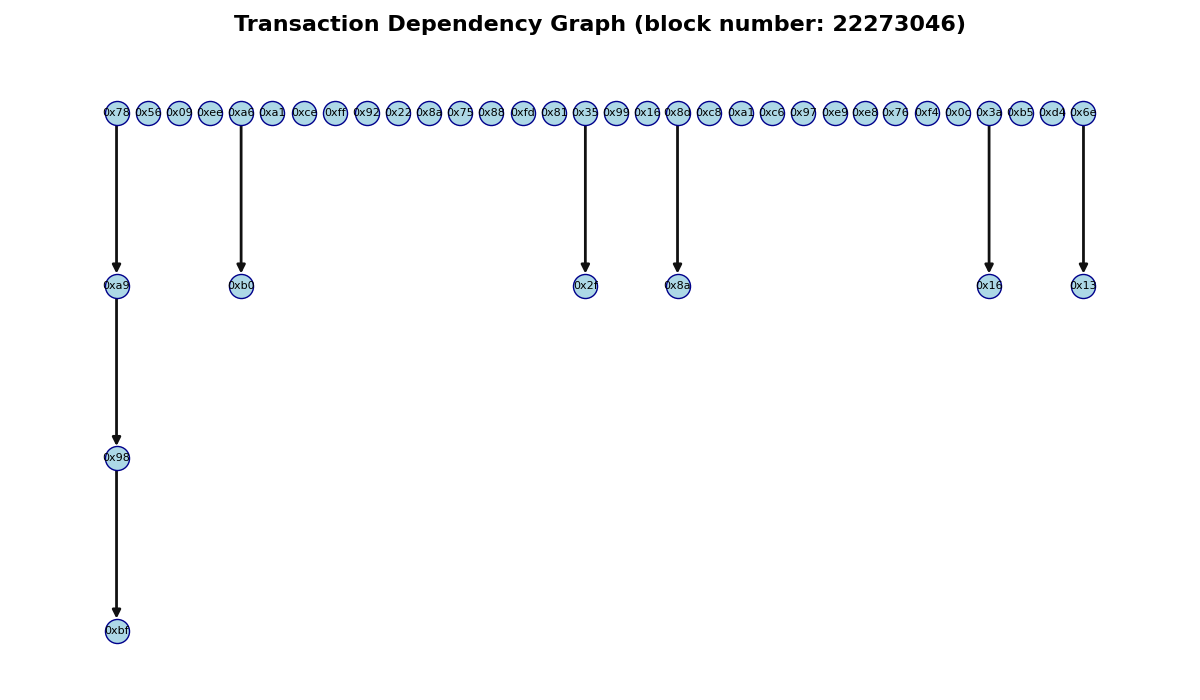 Transaction Dependency Graph (block number: 22273046)
0x78 0x56 0x09 0xee 0xa6 0xa1 0xce 0xff 0x92 0x22 0x8a 0x75 0x88 0xfd 0x81 0x35 0x99 0x16 0x8d 0xc8 0xa1 0xc6 0x97 0xe9 0xe8 0x76 0xf4 0x0c 0x3a 0xb5 0xd4 0x6e
0xa9 0xb0 0x2f 0x8a 0x16 0x13
0x98
0xbf